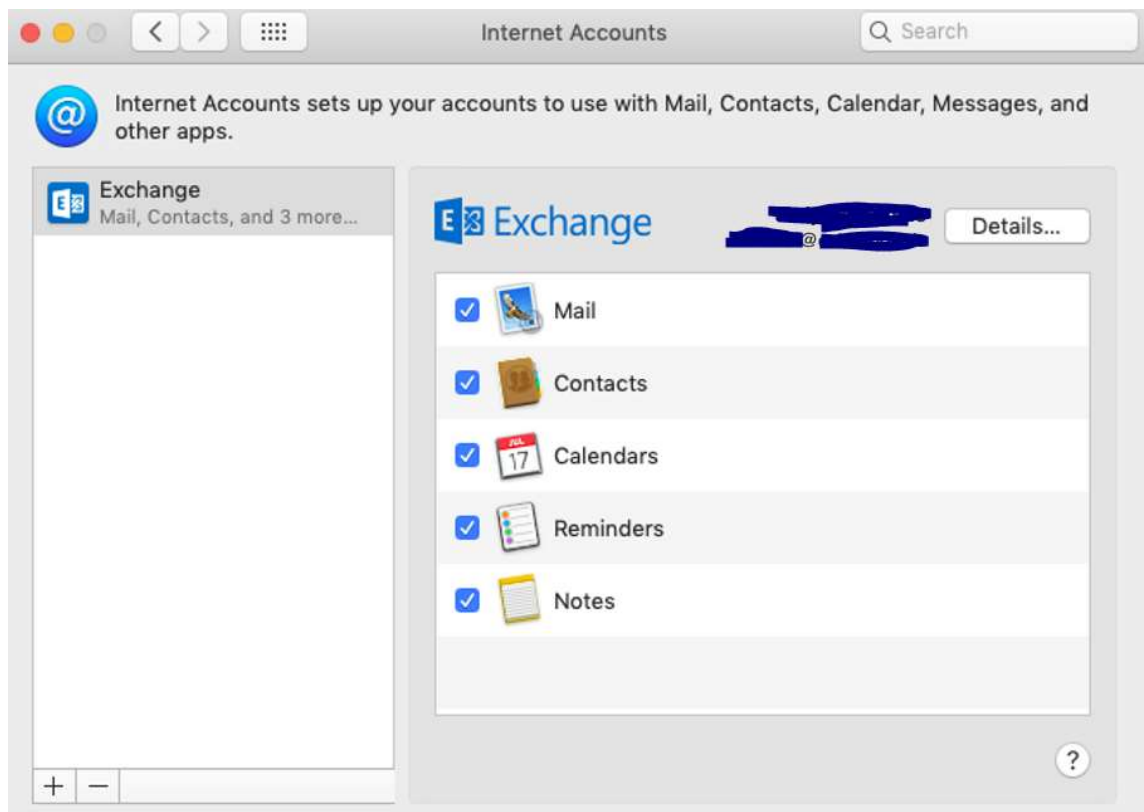 Internet Accounts
Search
Internet Accounts sets up your accounts to use with Mail, Contacts, Calendar, Messages, and
other apps.
Exchange
Mail, Contacts, and 3 more...
E Exchange
@
Details...
Mail
Contacts
JUL
17
Calendars
Reminders
Notes
?